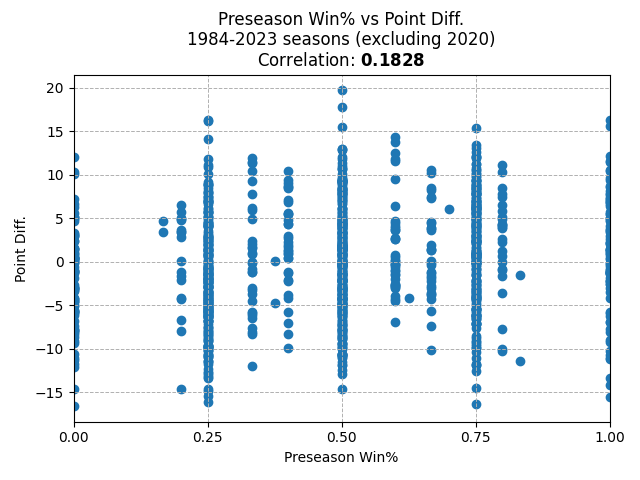 Preseason Win% vs Point Diff.
1984-2023 seasons (excluding 2020)
Correlation: 0.1828
20
15
10
5
0
−5
−10
−15
Point Diff.
0.00 0.25 0.50 0.75 1.00
Preseason Win%